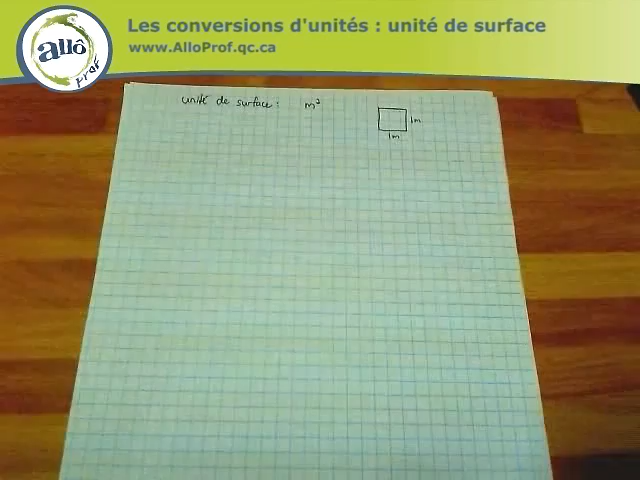 Les conversions d'unités : unité de surface
www.AlloProf.qc.ca
allô
prof
unité de surface : m²
1m
1m